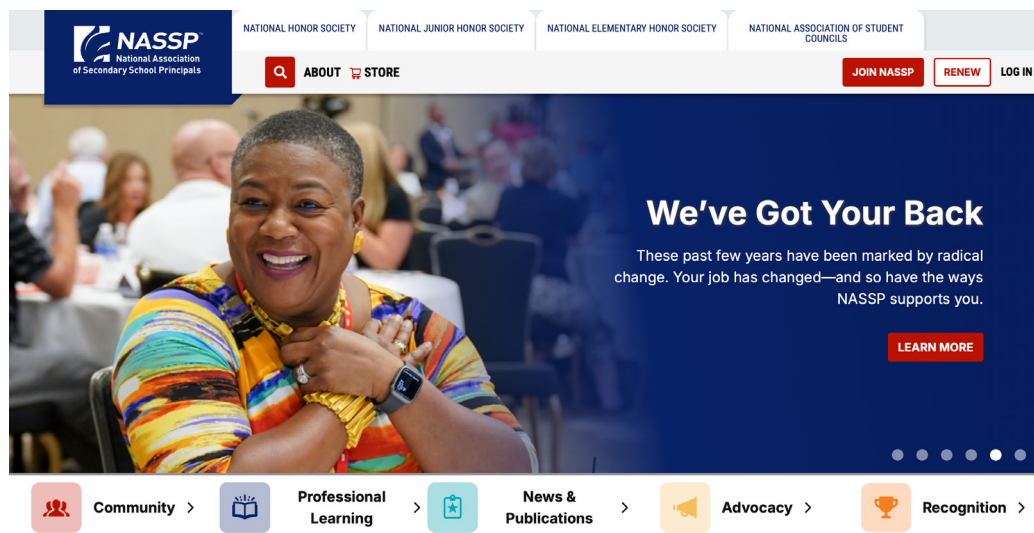 NASSP
National Association
of Secondary School Principals
NATIONAL HONOR SOCIETY
NATIONAL JUNIOR HONOR SOCIETY
NATIONAL ELEMENTARY HONOR SOCIETY
NATIONAL ASSOCIATION OF STUDENT
COUNCILS
ABOUT
STORE
JOIN NASSP
RENEW
LOG IN
We've Got Your Back
These past few years have been marked by radical
change. Your job has changed—and so have the ways
NASSP supports you.
LEARN MORE
Community
Professional
Learning
News &
Publications
Advocacy
Recognition